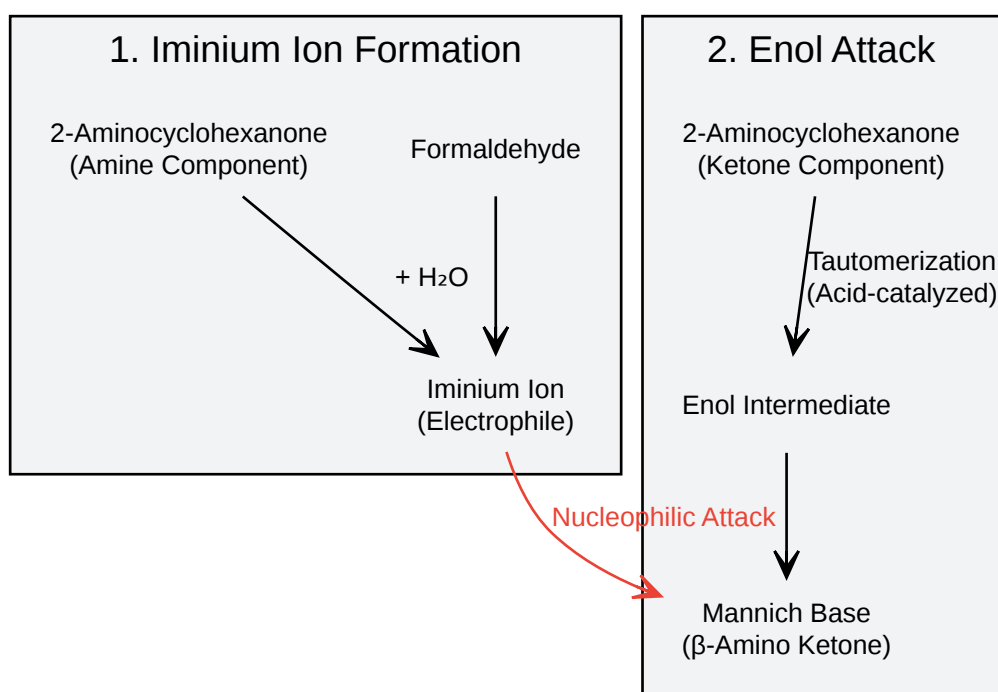 1. Iminium Ion Formation
2-Aminocyclohexanone
(Amine Component)
Formaldehyde
+ H₂O
Iminium Ion
(Electrophile)
Nucleophilic Attack
2. Enol Attack
2-Aminocyclohexanone
(Ketone Component)
Tautomerization
(Acid-catalyzed)
Enol Intermediate
Mannich Base
(β-Amino Ketone)